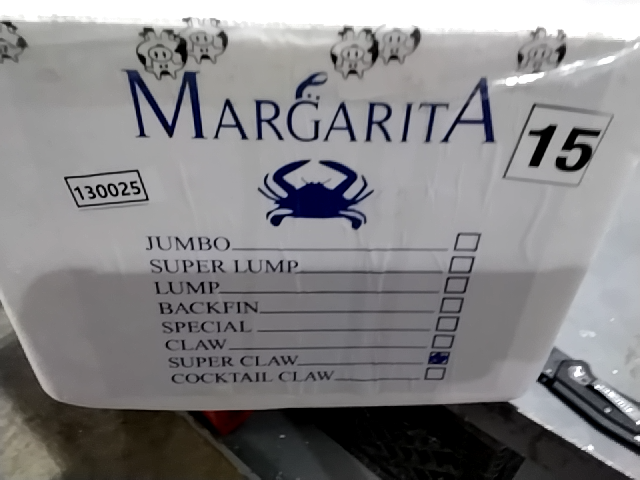 MARGARITA
15
130025
JUMBO
SUPER LUMP
LUMP
BACKFIN
SPECIAL
CLAW
SUPER CLAW
COCKTAIL CLAW